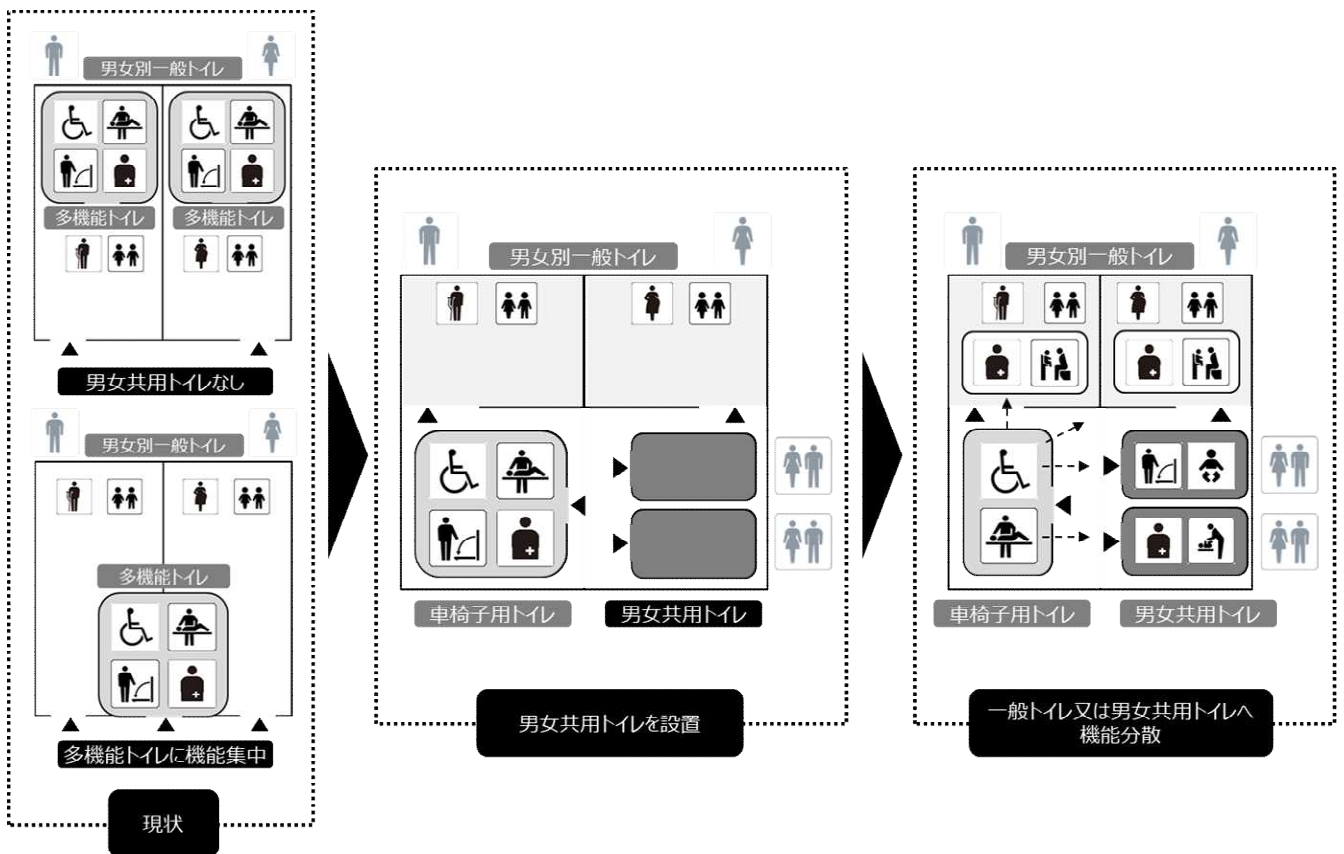 男女別一般トイレ
多機能トイレ
多機能トイレ
男女共用トイレなし
男女別一般トイレ
多機能トイレ
多機能トイレに機能集中
現状
男女別一般トイレ
車椅子用トイレ
男女共用トイレ
男女共用トイレを設置
男女別一般トイレ
車椅子用トイレ
男女共用トイレ
一般トイレ又は男女共用トイレへ
機能分散